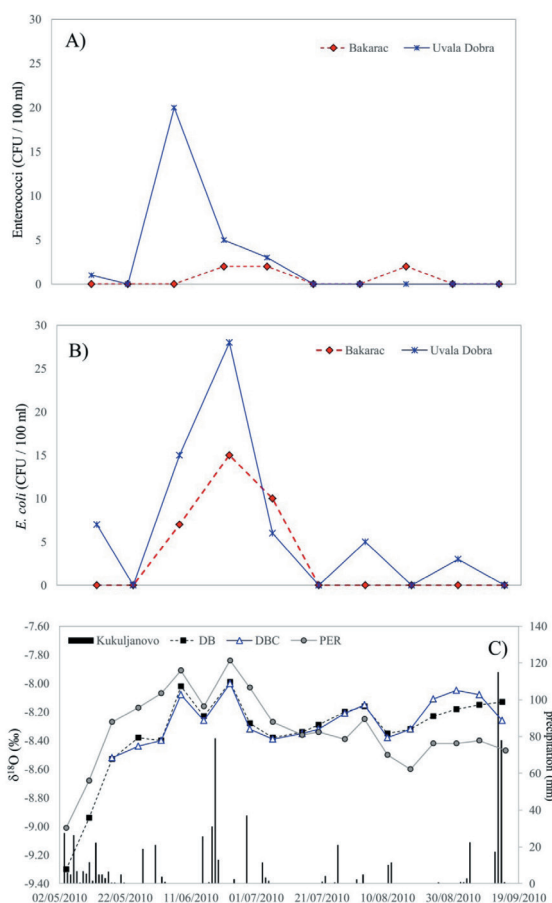 A)
Bakarac
Uvala Dobra
Enterococci (CFU / 100 ml)
30
25
20
15
10
5
0
B)
Bakarac
Uvala Dobra
E. coli (CFU / 100 ml)
30
25
20
15
10
5
0
C)
Kukuljanovo
DB
DBC
PER
δ18O (‰)
-7.60
-7.80
-8.00
-8.20
-8.40
-8.60
-8.80
-9.00
-9.20
-9.40
precipitation (mm)
140
120
100
80
60
40
20
0
02/05/2010 22/05/2010 11/06/2010 01/07/2010 21/07/2010 10/08/2010 30/08/2010 19/09/2010